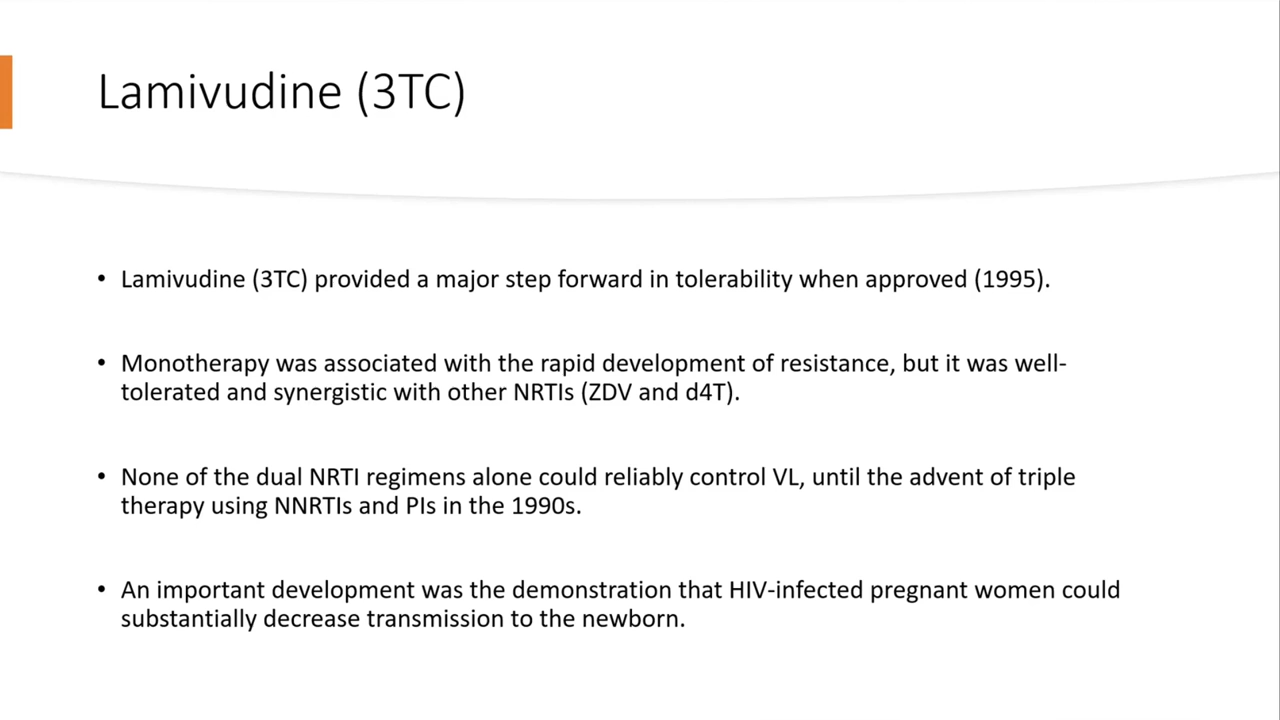 Lamivudine (3TC)
• Lamivudine (3TC) provided a major step forward in tolerability when approved (1995).
• Monotherapy was associated with the rapid development of resistance, but it was well-
tolerated and synergistic with other NRTIs (ZDV and d4T).
• None of the dual NRTI regimens alone could reliably control VL, until the advent of triple
therapy using NNRTIs and PIs in the 1990s.
• An important development was the demonstration that HIV-infected pregnant women could
substantially decrease transmission to the newborn.